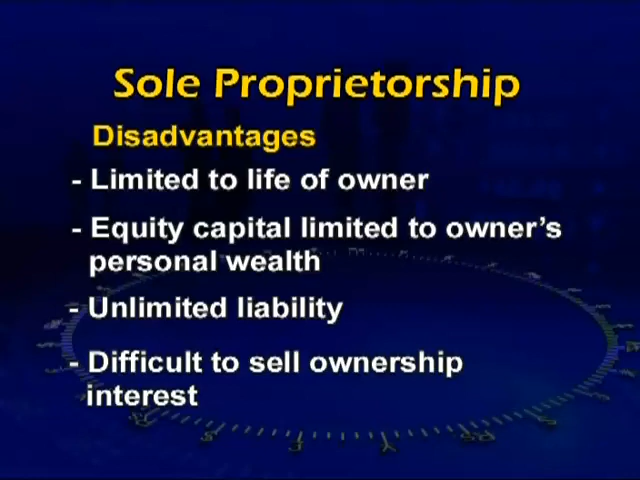 Sole Proprietorship
Disadvantages
- Limited to life of owner
- Equity capital limited to owner's
personal wealth
- Unlimited liability
- Difficult to sell ownership
interest